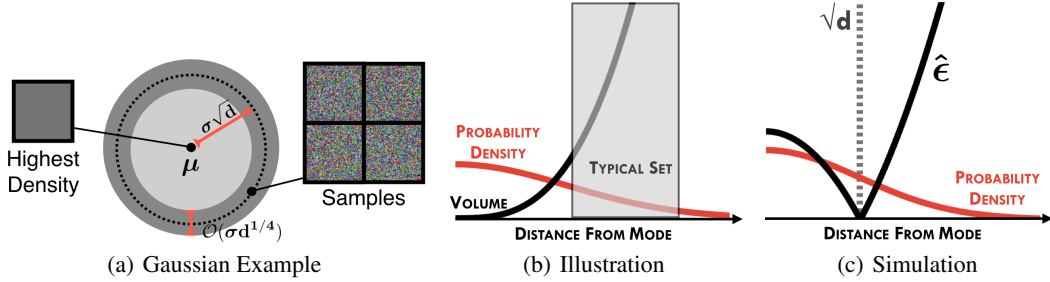 Highest
Density
μ
σ√d
𝒪(σd^{1/4})
Samples
(a) Gaussian Example
PROBABILITY
DENSITY
VOLUME
TYPICAL SET
DISTANCE FROM MODE
(b) Illustration
√d
ε̂
PROBABILITY
DENSITY
DISTANCE FROM MODE
(c) Simulation